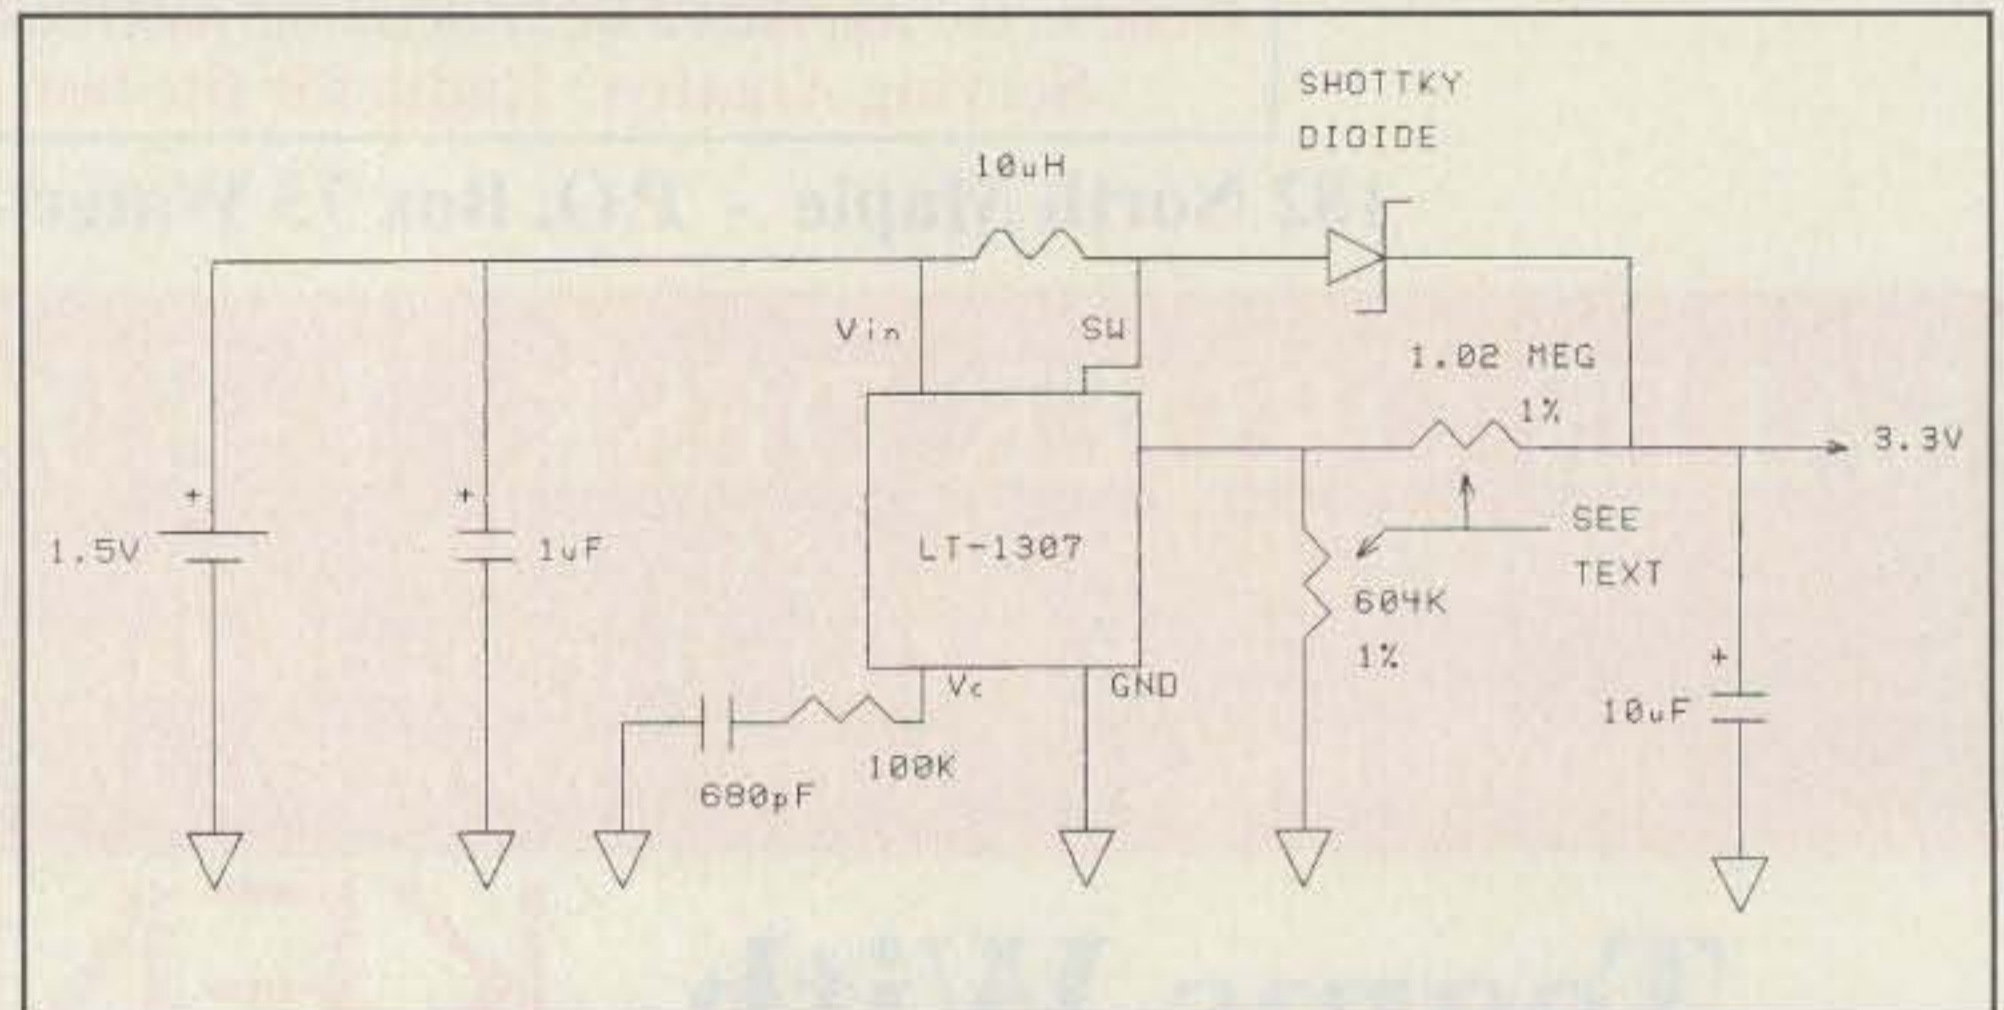 SHOTTKY
DIOIDE
10uH
Vin
SW
1.02 MEG
1%
3.3V
1.5V
1uF
LT-1307
SEE
TEXT
604K
1%
Vc
GND
10uF
100K
680pF